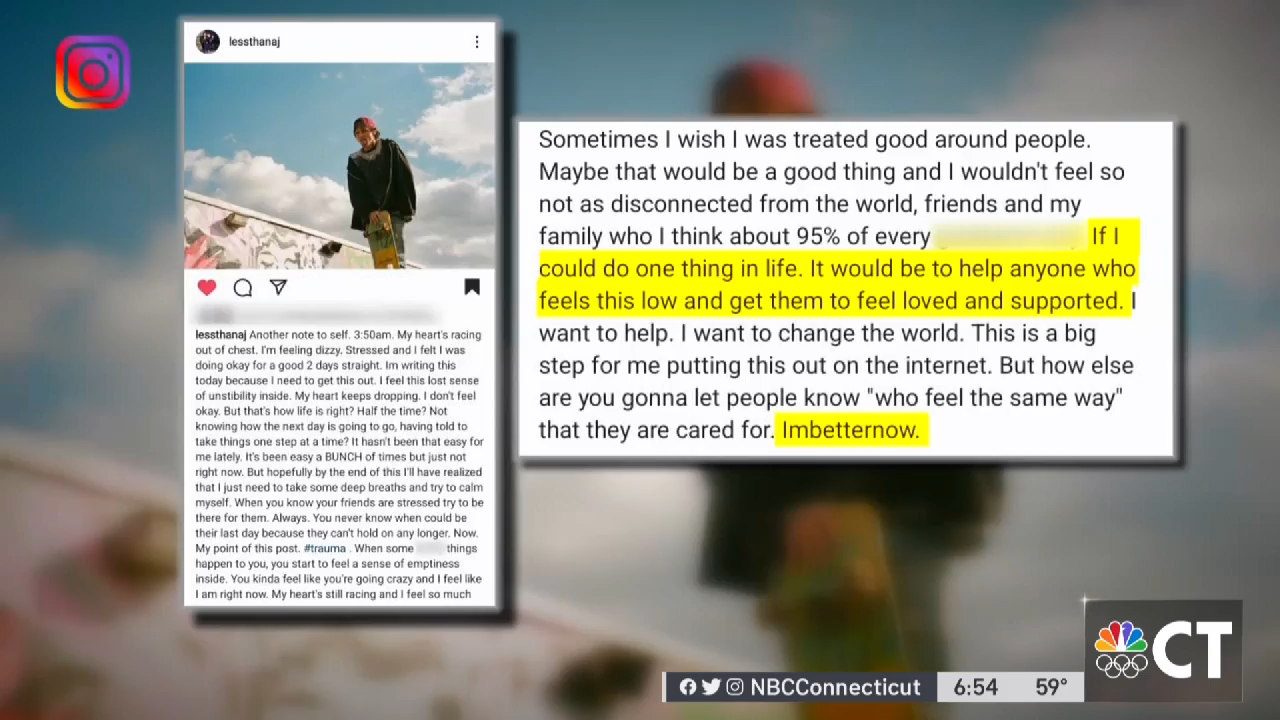 lessthanaj
lessthanaj Another note to self. 3:50am. My heart's racing
out of chest. I'm feeling dizzy. Stressed and I felt I was
doing okay for a good 2 days straight. Im writing this
today because I need to get this out. I feel this lost sense
of unstibility inside. My heart keeps dropping. I don't feel
okay. But that's how life is right? Half the time? Not
knowing how the next day is going to go, having told to
take things one step at a time? It hasn't been that easy for
me lately. It's been easy a BUNCH of times but just not
right now. But hopefully by the end of this I'll have realized
that I just need to take some deep breaths and try to calm
myself. When you know your friends are stressed try to be
there for them. Always. You never know when could be
their last day because they can't hold on any longer. Now.
My point of this post. #trauma . When some things
happen to you, you start to feel a sense of emptiness
inside. You kinda feel like you're going crazy and I feel like
I am right now. My heart's still racing and I feel so much
Sometimes I wish I was treated good around people.
Maybe that would be a good thing and I wouldn't feel so
not as disconnected from the world, friends and my
family who I think about 95% of every If I
could do one thing in life. It would be to help anyone who
feels this low and get them to feel loved and supported. I
want to help. I want to change the world. This is a big
step for me putting this out on the internet. But how else
are you gonna let people know "who feel the same way"
that they are cared for. Imbetternow.
CT
NBCConnecticut 6:54 59°